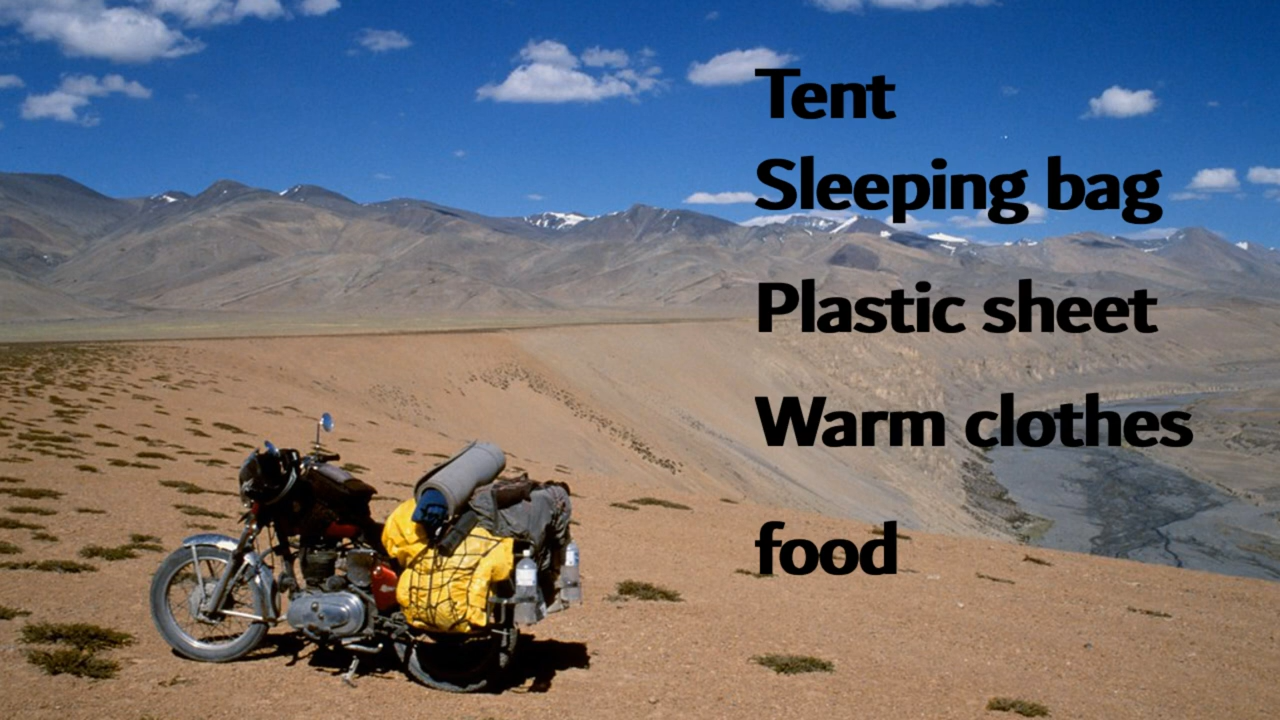 Tent
Sleeping bag
Plastic sheet
Warm clothes
food